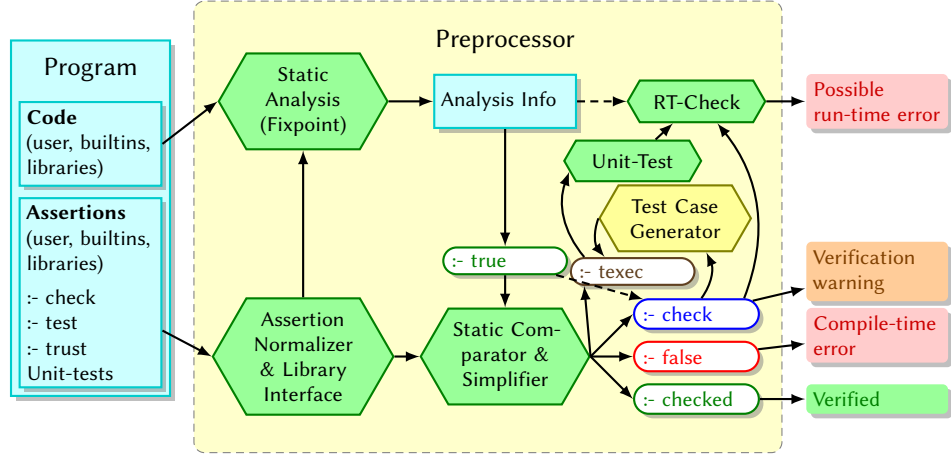 Preprocessor
Program
Code
(user, builtins,
libraries)
Assertions
(user, builtins,
libraries)
:- check
:- test
:- trust
Unit-tests
Static
Analysis
(Fixpoint)
Analysis Info
RT-Check
Possible
run-time error
Unit-Test
Test Case
Generator
:- true
:- texec
Verification
warning
Assertion
Normalizer
& Library
Interface
Static Com-
parator &
Simplifier
:- check
:- false
:- checked
Compile-time
error
Verified